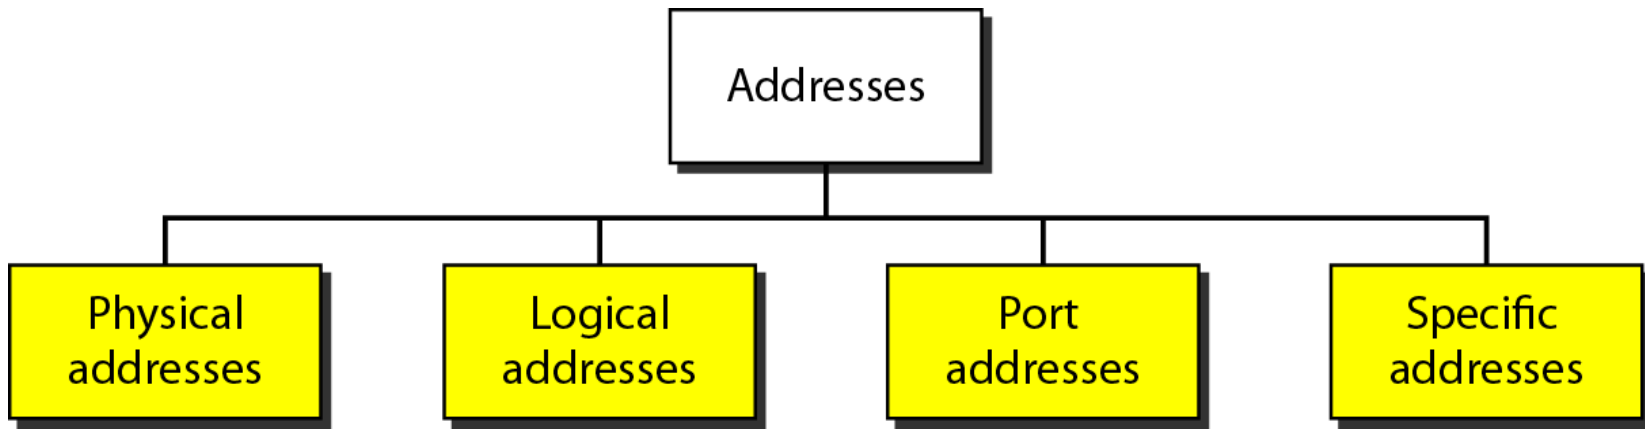 Addresses
Physical
addresses
Logical
addresses
Port
addresses
Specific
addresses